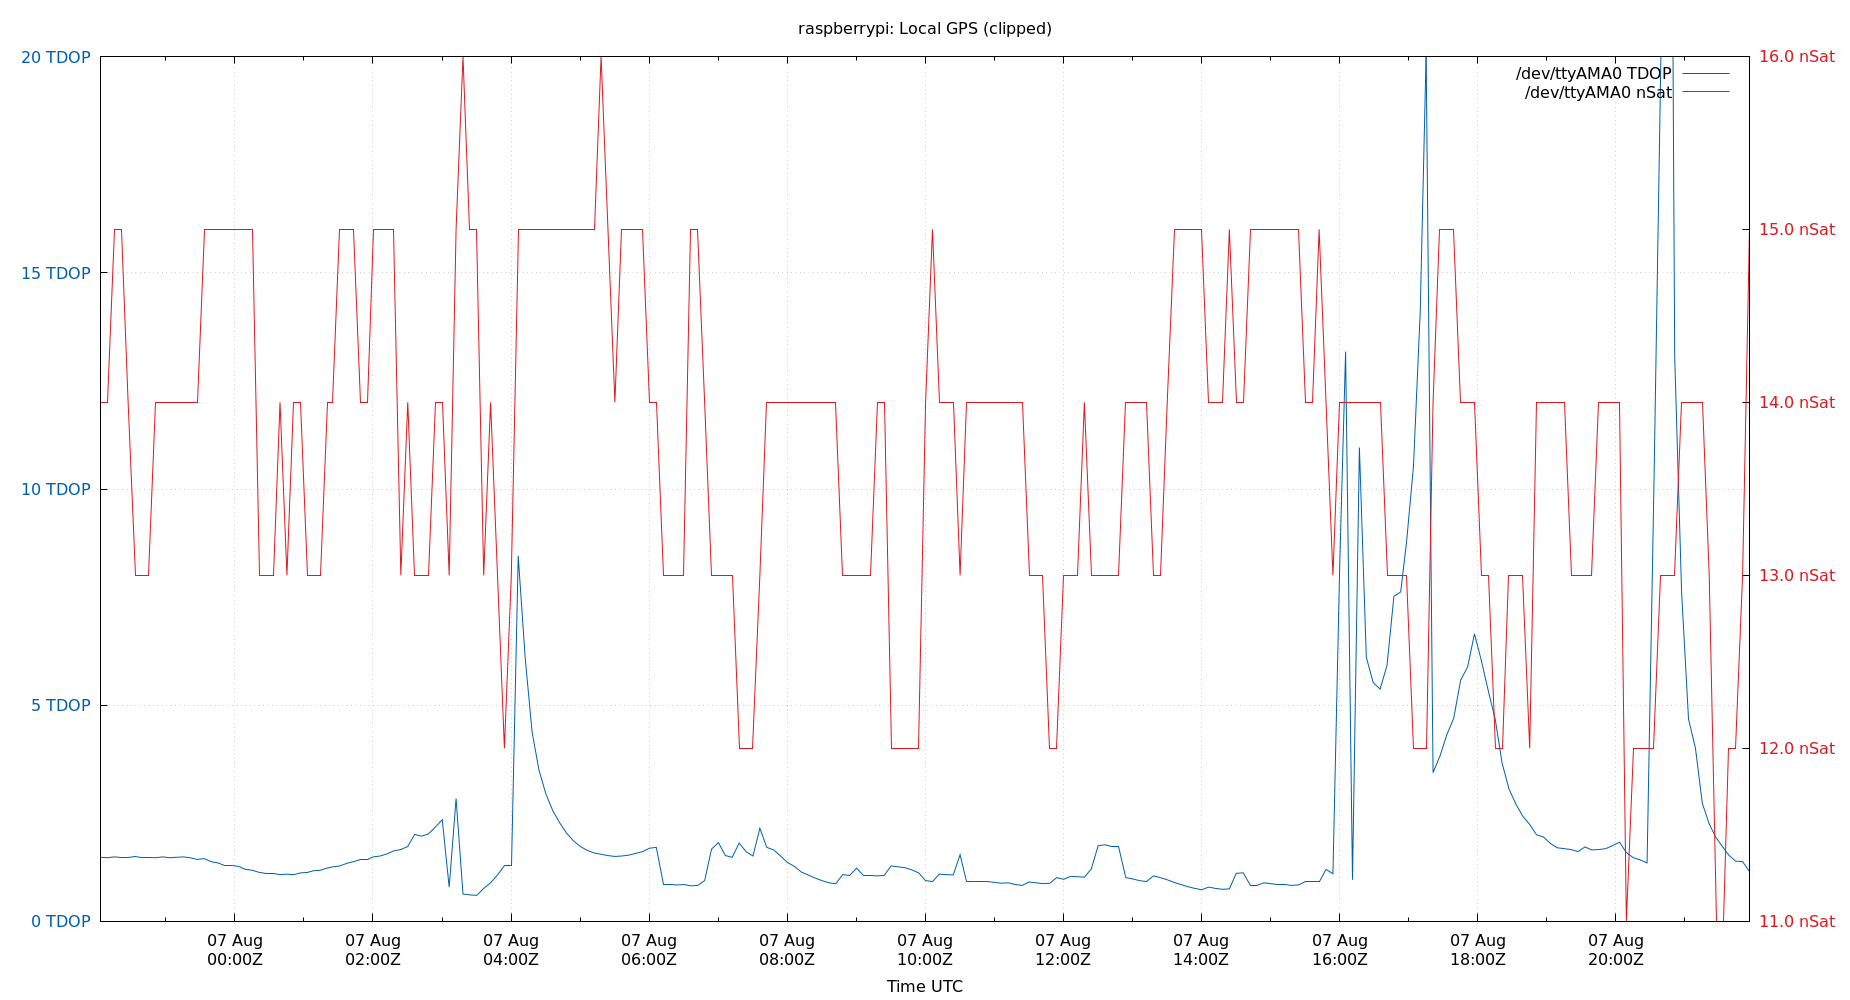 raspberrypi: Local GPS (clipped)
20 TDOP
15 TDOP
10 TDOP
5 TDOP
0 TDOP
16.0 nSat
15.0 nSat
14.0 nSat
13.0 nSat
12.0 nSat
11.0 nSat
/dev/ttyAMA0 TDOP
/dev/ttyAMA0 nSat
07 Aug 07 Aug 07 Aug 07 Aug 07 Aug 07 Aug 07 Aug 07 Aug 07 Aug 07 Aug 07 Aug
00:00Z 02:00Z 04:00Z 06:00Z 08:00Z 10:00Z 12:00Z 14:00Z 16:00Z 18:00Z 20:00Z
Time UTC